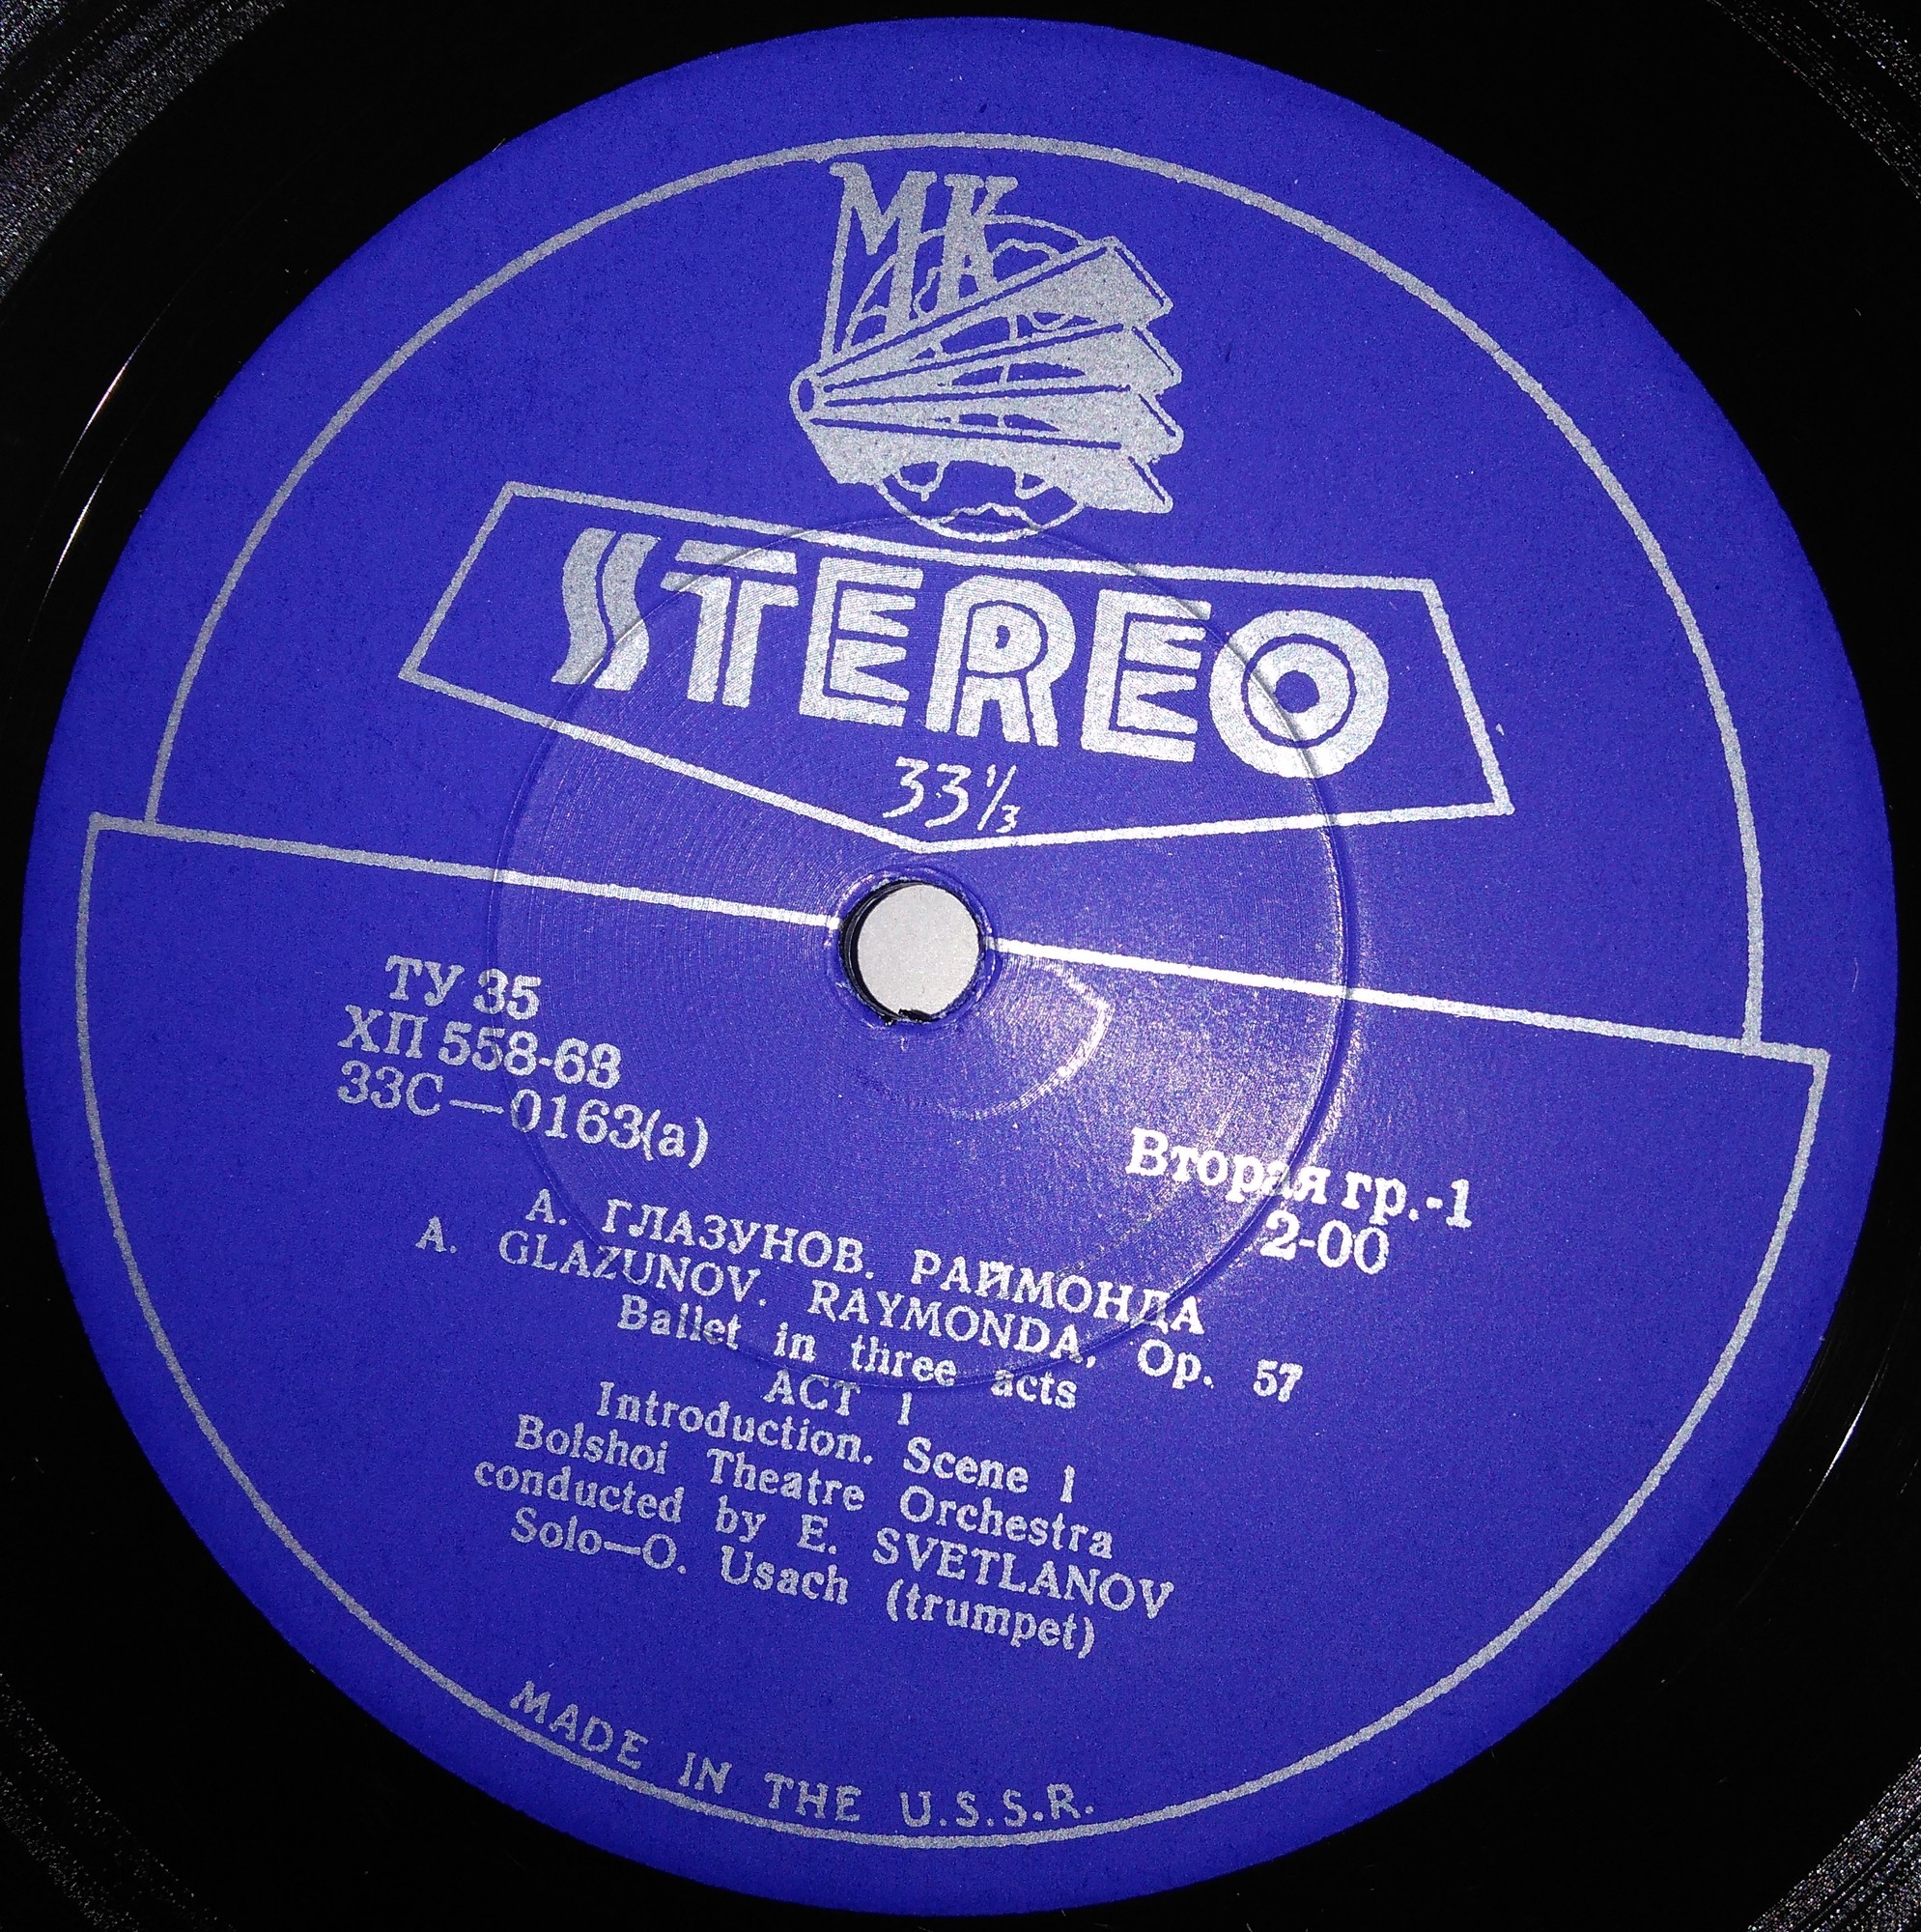 МК
STEREO
33⅓
ТУ 35
ХП 558-68
33С—0163(а)
Вторая гр.-1
2-00
А. ГЛАЗУНОВ. РАЙМОНДА
A. GLAZUNOV. RAYMONDA, Op. 57
Ballet in three acts
ACT 1
Introduction. Scene 1
Bolshoi Theatre Orchestra
conducted by E. SVETLANOV
Solo—O. Usach (trumpet)
MADE IN THE U.S.S.R.